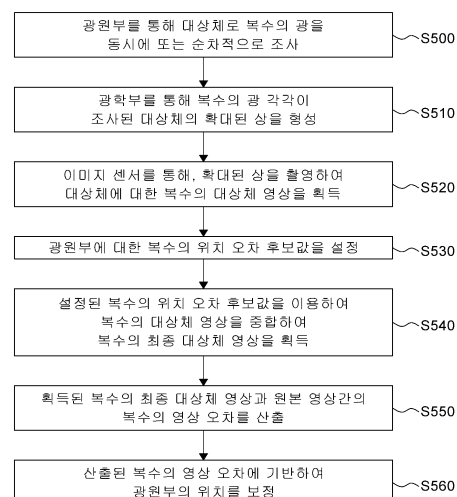 광원부를 통해 대상체로 복수의 광을
동시에 또는 순차적으로 조사
S500
광학부를 통해 복수의 광 각각이
조사된 대상체의 확대된 상을 형성
S510
이미지 센서를 통해, 확대된 상을 촬영하여
대상체에 대한 복수의 대상체 영상을 획득
S520
광원부에 대한 복수의 위치 오차 후보값을 설정
S530
설정된 복수의 위치 오차 후보값을 이용하여
복수의 대상체 영상을 중합하여
복수의 최종 대상체 영상을 획득
S540
획득된 복수의 최종 대상체 영상과 원본 영상간의
복수의 영상 오차를 산출
S550
산출된 복수의 영상 오차에 기반하여
광원부의 위치를 보정
S560